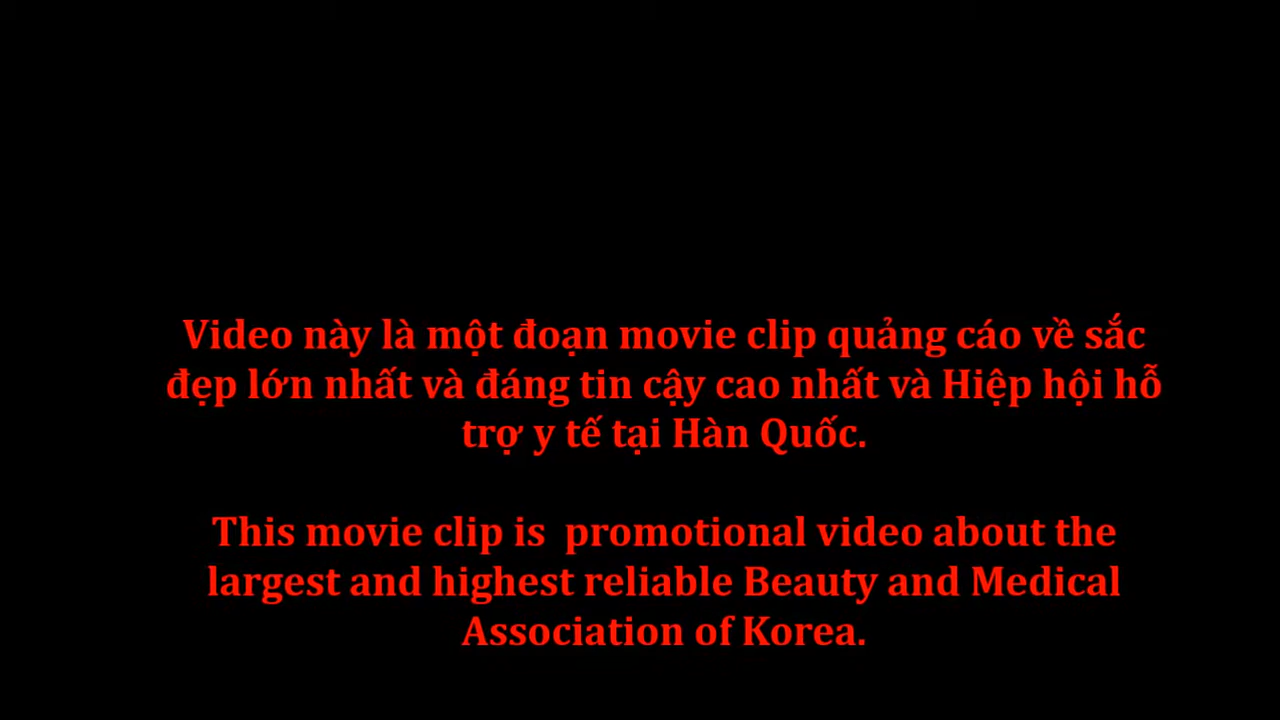 Video này là một đoạn movie clip quảng cáo về sắc
đẹp lớn nhất và đáng tin cậy cao nhất và Hiệp hội hỗ
trợ y tế tại Hàn Quốc.
This movie clip is  promotional video about the
largest and highest reliable Beauty and Medical
Association of Korea.